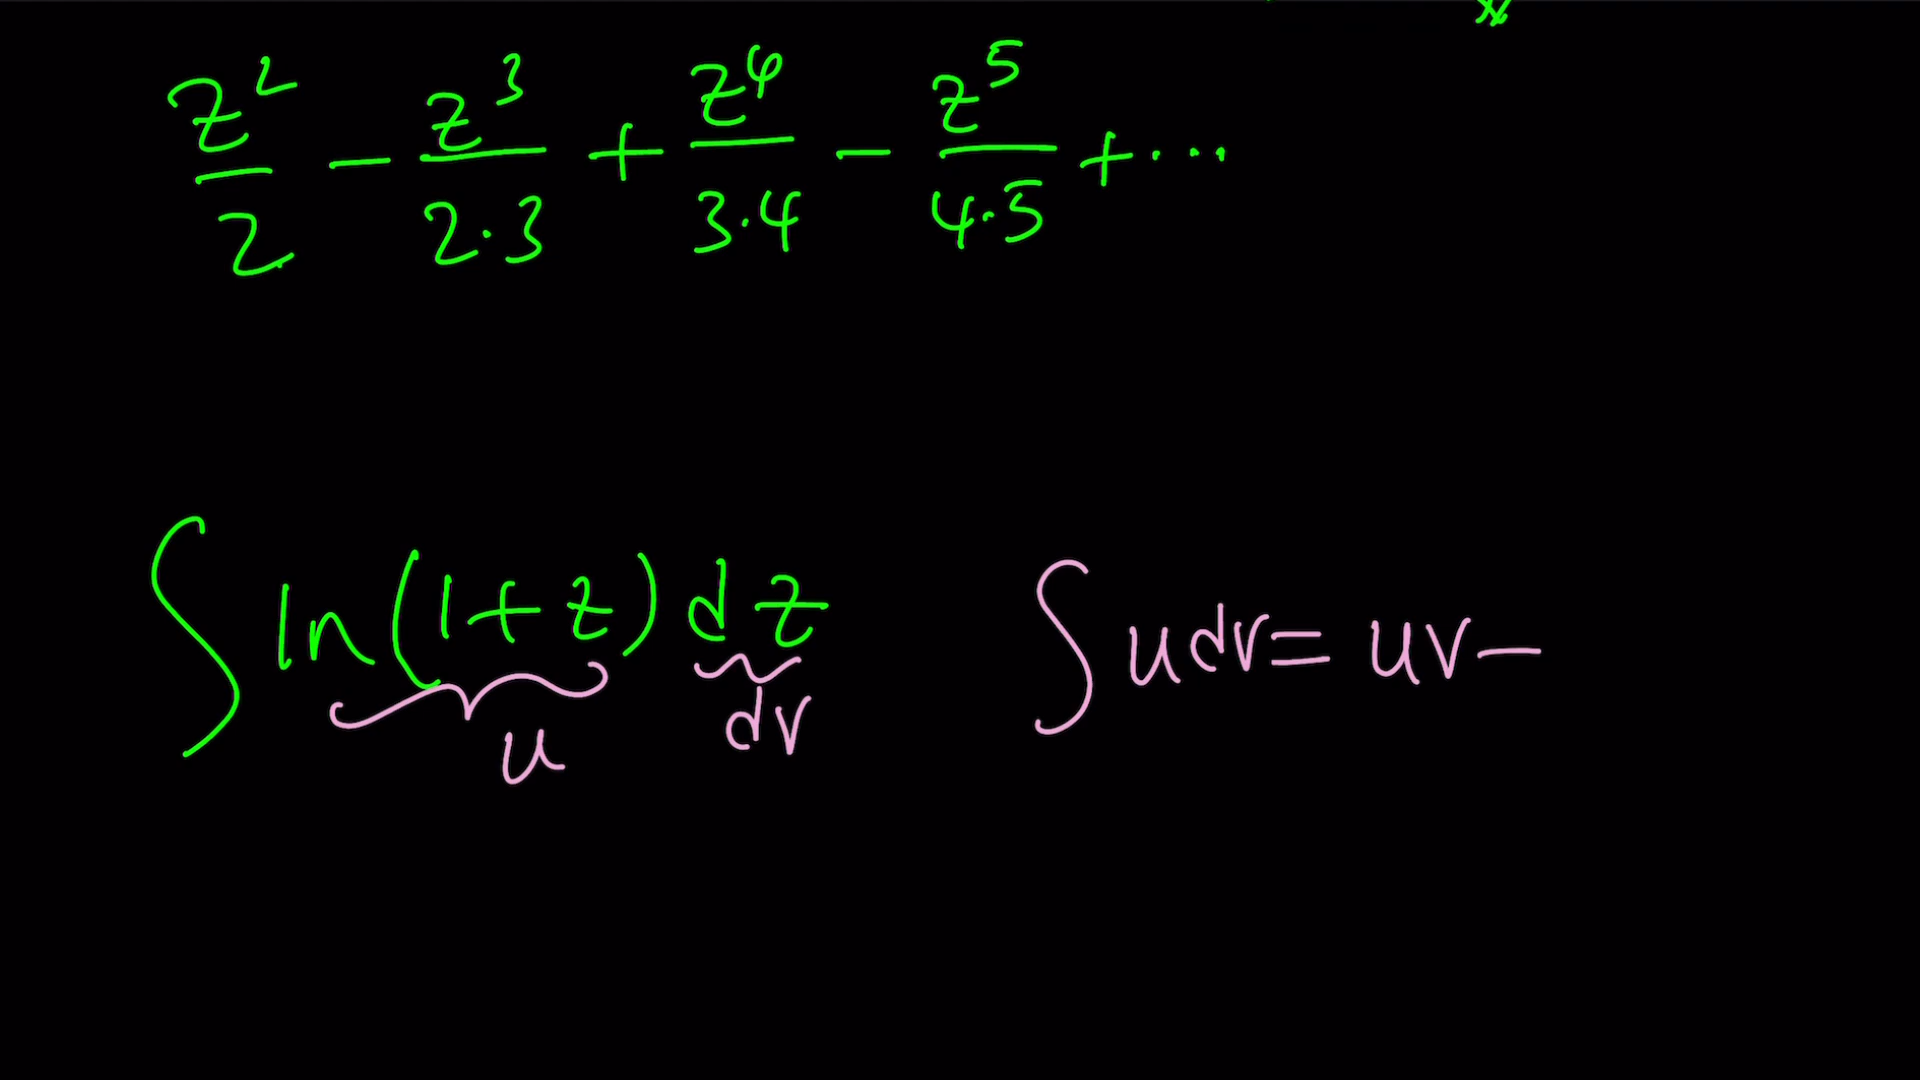 z²/2 − z³/2·3 + z⁴/3·4 − z⁵/4·5 + ···
∫ ln(1+z) dz ∫ u dv = uv −
u dv